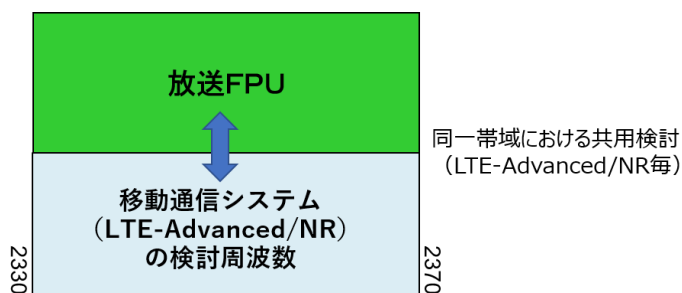 放送FPU
同一帯域における共用検討
（LTE-Advanced/NR毎）
移動通信システム
（LTE-Advanced/NR）
の検討周波数
2330
2370